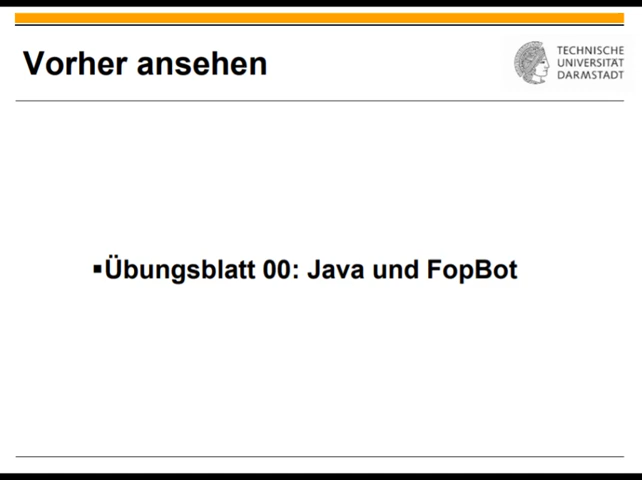 Vorher ansehen
TECHNISCHE
UNIVERSITÄT
DARMSTADT
▪Übungsblatt 00: Java und FopBot